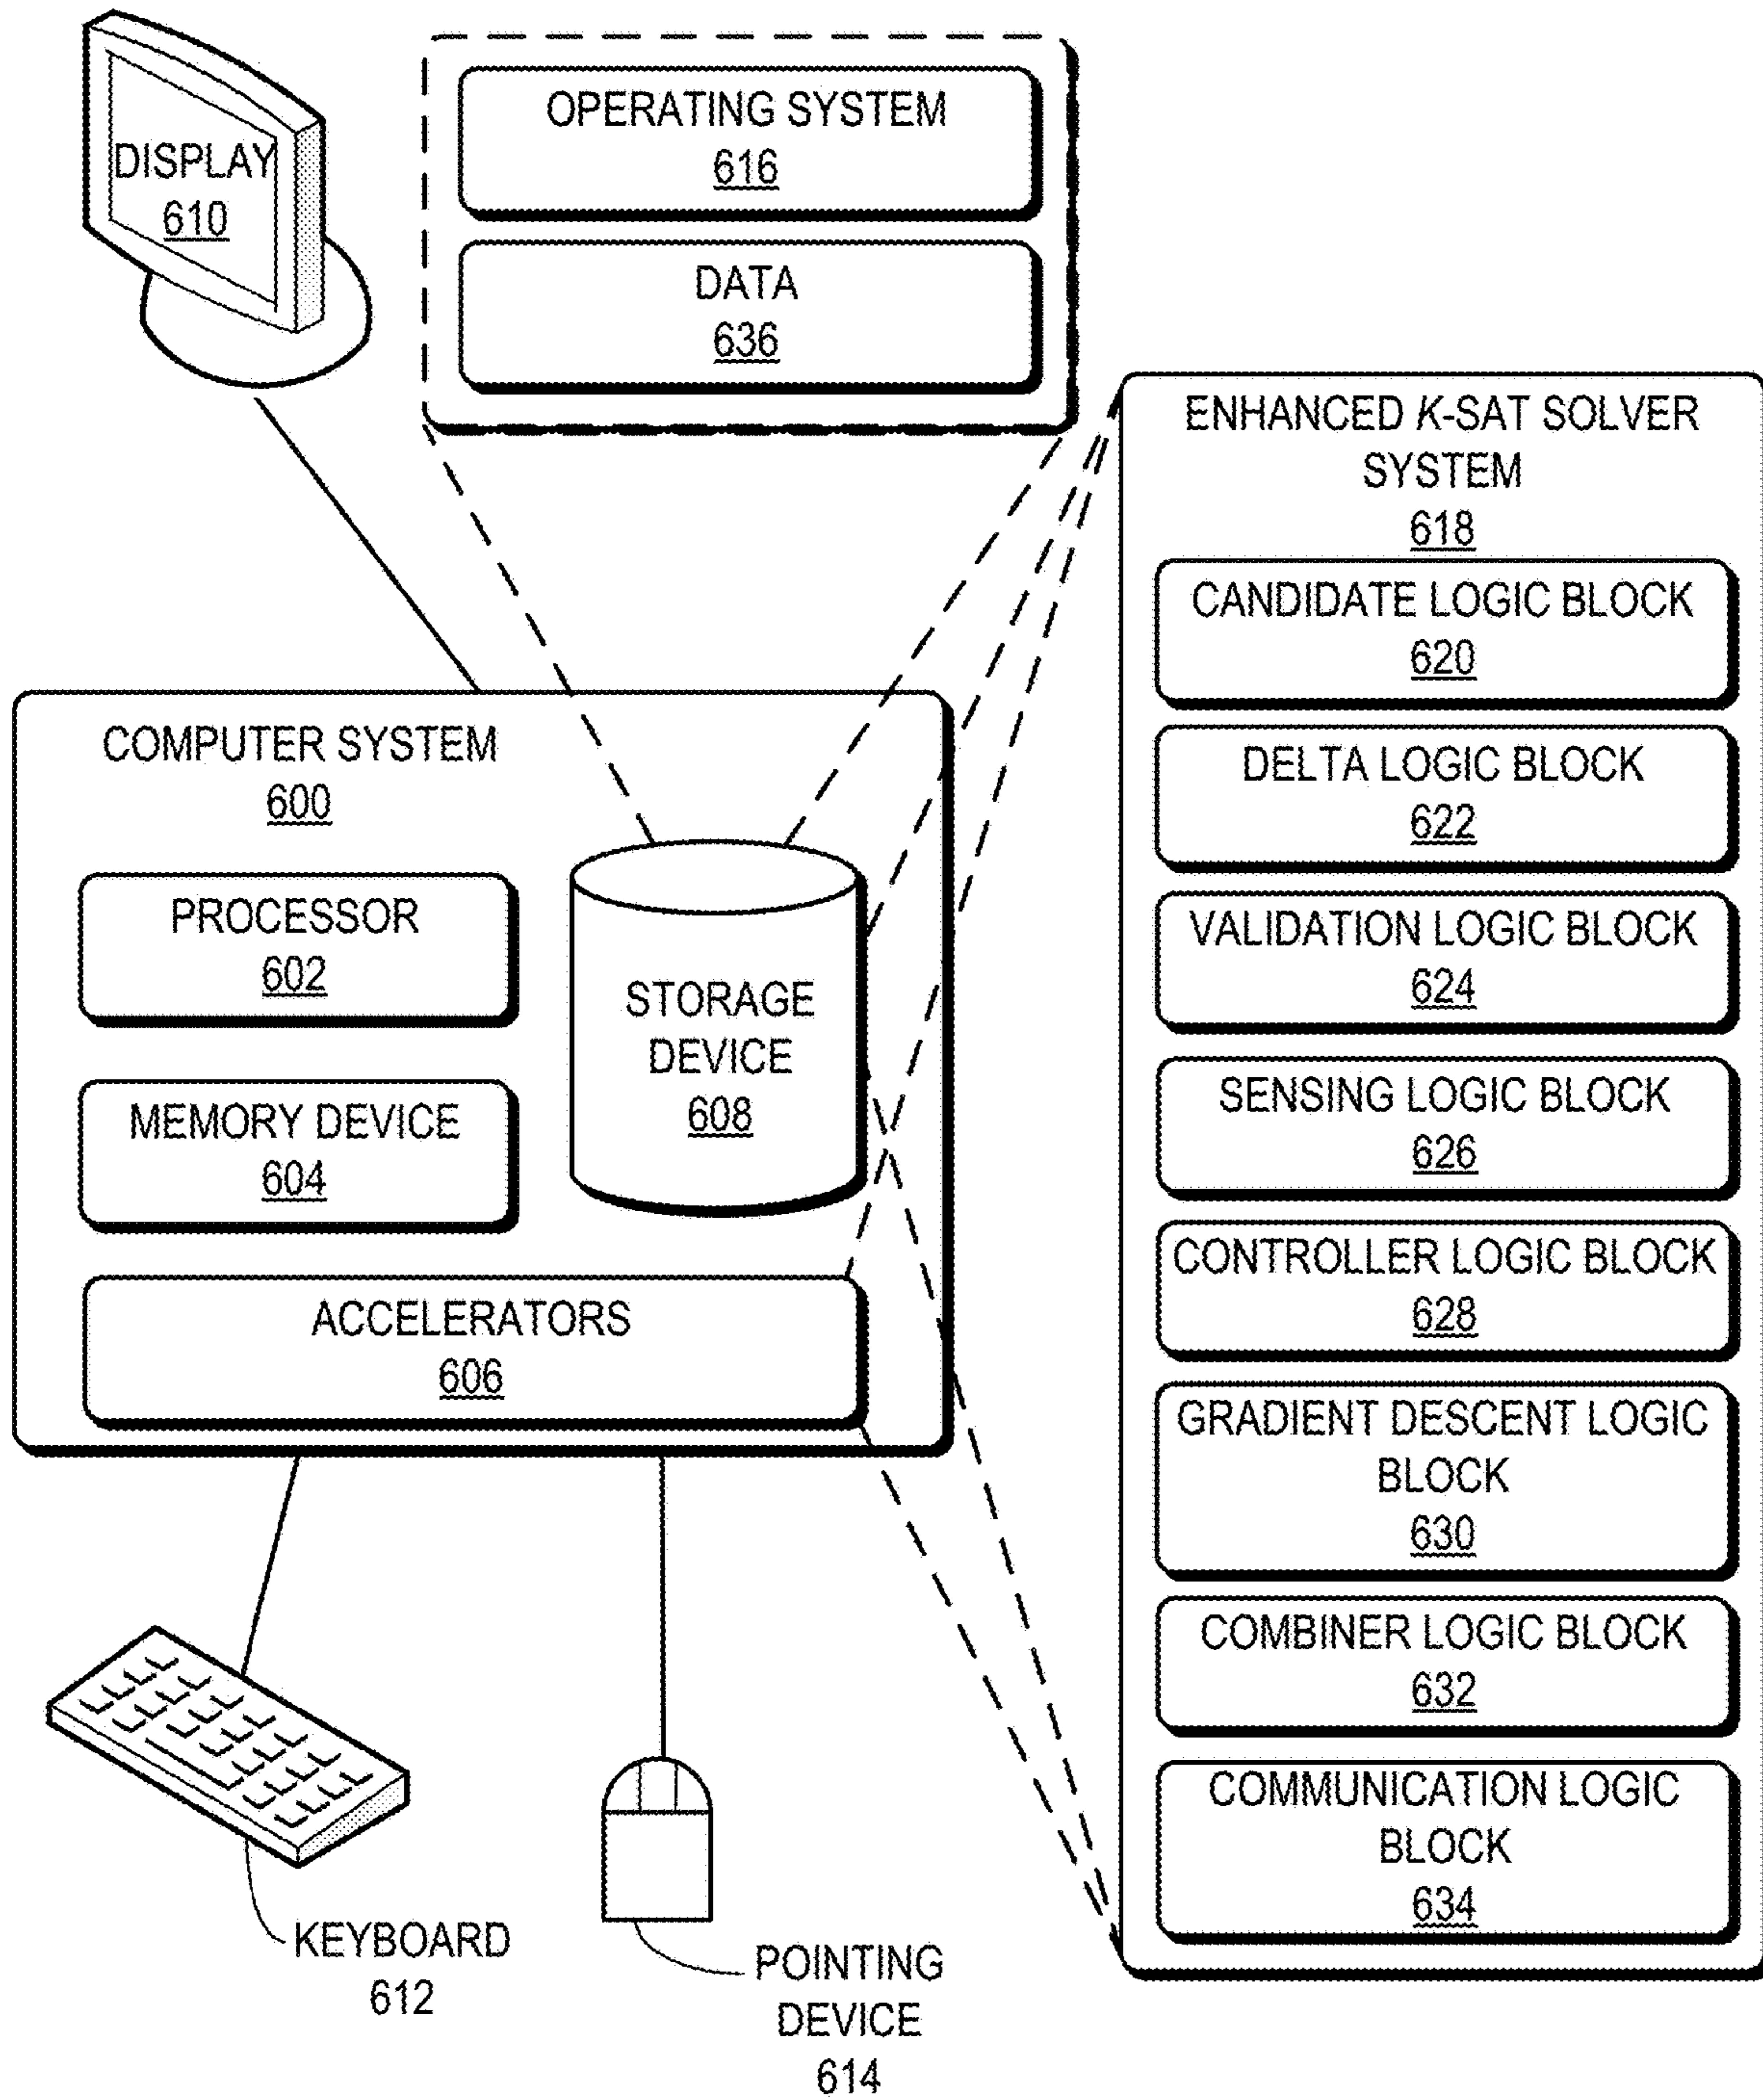 DISPLAY
610
OPERATING SYSTEM
616
DATA
636
ENHANCED K-SAT SOLVER
SYSTEM
618
CANDIDATE LOGIC BLOCK
620
DELTA LOGIC BLOCK
622
VALIDATION LOGIC BLOCK
624
SENSING LOGIC BLOCK
626
CONTROLLER LOGIC BLOCK
628
GRADIENT DESCENT LOGIC
BLOCK
630
COMBINER LOGIC BLOCK
632
COMMUNICATION LOGIC
BLOCK
634
COMPUTER SYSTEM
600
PROCESSOR
602
MEMORY DEVICE
604
STORAGE
DEVICE
608
ACCELERATORS
606
KEYBOARD
612
POINTING
DEVICE
614